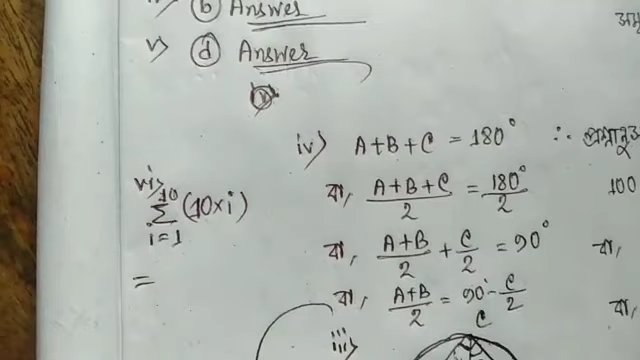 (b) Answer
v) (d) Answer
iv) A+B+C = 180°
বা, (A+B+C)/2 = 180°/2
বা, (A+B)/2 + C/2 = 90°
বা, (A+B)/2 = 90° - C/2
vi)
10
Σ (10×i)
i=1
=
iii)
C
100
বা,
বা,